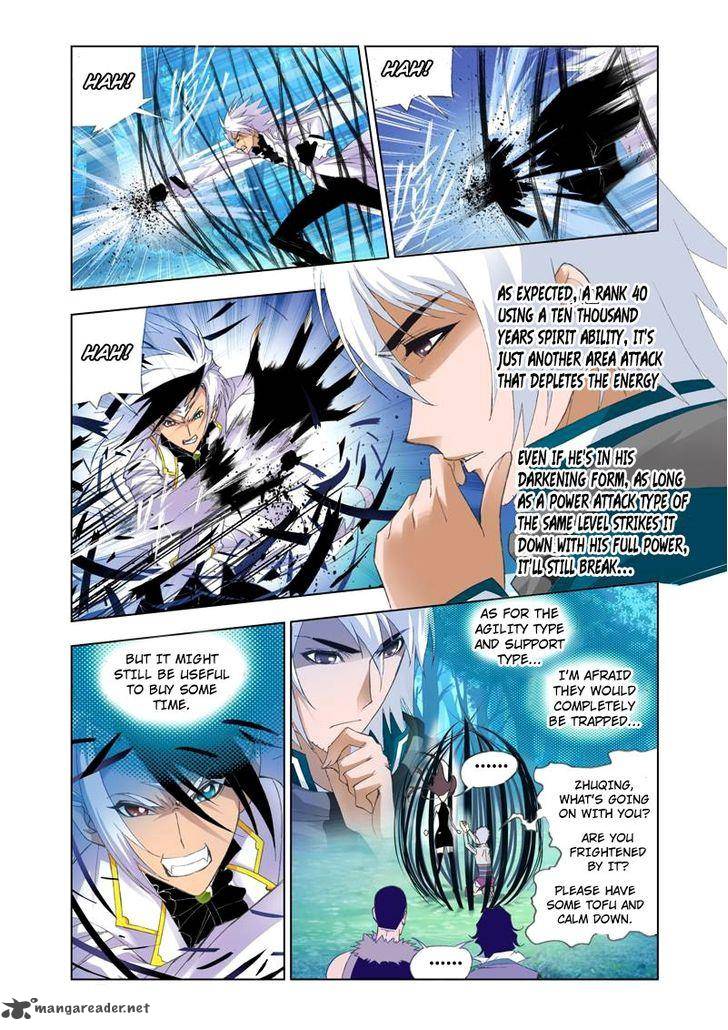 HAH!
HAH!
HAH!
AS EXPECTED, A RANK 40
USING A TEN THOUSAND
YEARS SPIRIT ABILITY, IT'S
JUST ANOTHER AREA ATTACK
THAT DEPLETES THE ENERGY
EVEN IF HE'S IN HIS
DARKENING FORM, AS LONG
AS A POWER ATTACK TYPE OF
THE SAME LEVEL STRIKES IT
DOWN WITH HIS FULL POWER,
IT'LL STILL BREAK...
BUT IT MIGHT
STILL BE USEFUL
TO BUY SOME
TIME.
AS FOR THE
AGILITY TYPE
AND SUPPORT
TYPE...
I'M AFRAID
THEY WOULD
COMPLETELY
BE TRAPPED...
......
ZHUQING,
WHAT'S GOING
ON WITH YOU?
ARE YOU
FRIGHTENED
BY IT?
PLEASE HAVE
SOME TOFU AND
CALM DOWN.
......
mangareader.net